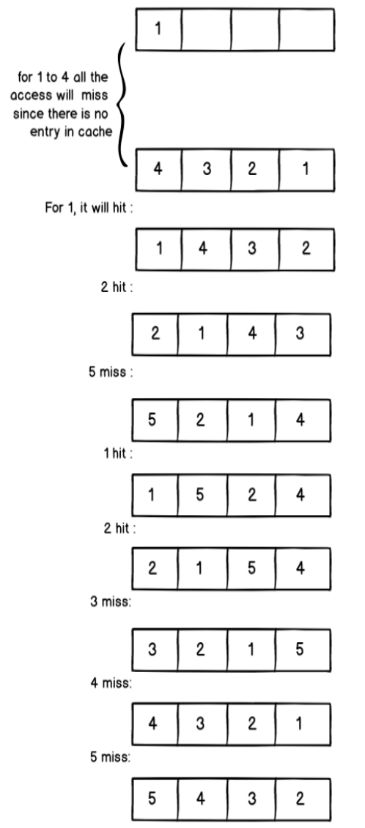 1
for 1 to 4 all the
access will miss
since there is no
entry in cache
4 3 2 1
For 1, it will hit :
1 4 3 2
2 hit :
2 1 4 3
5 miss :
5 2 1 4
1 hit :
1 5 2 4
2 hit :
2 1 5 4
3 miss:
3 2 1 5
4 miss:
4 3 2 1
5 miss:
5 4 3 2